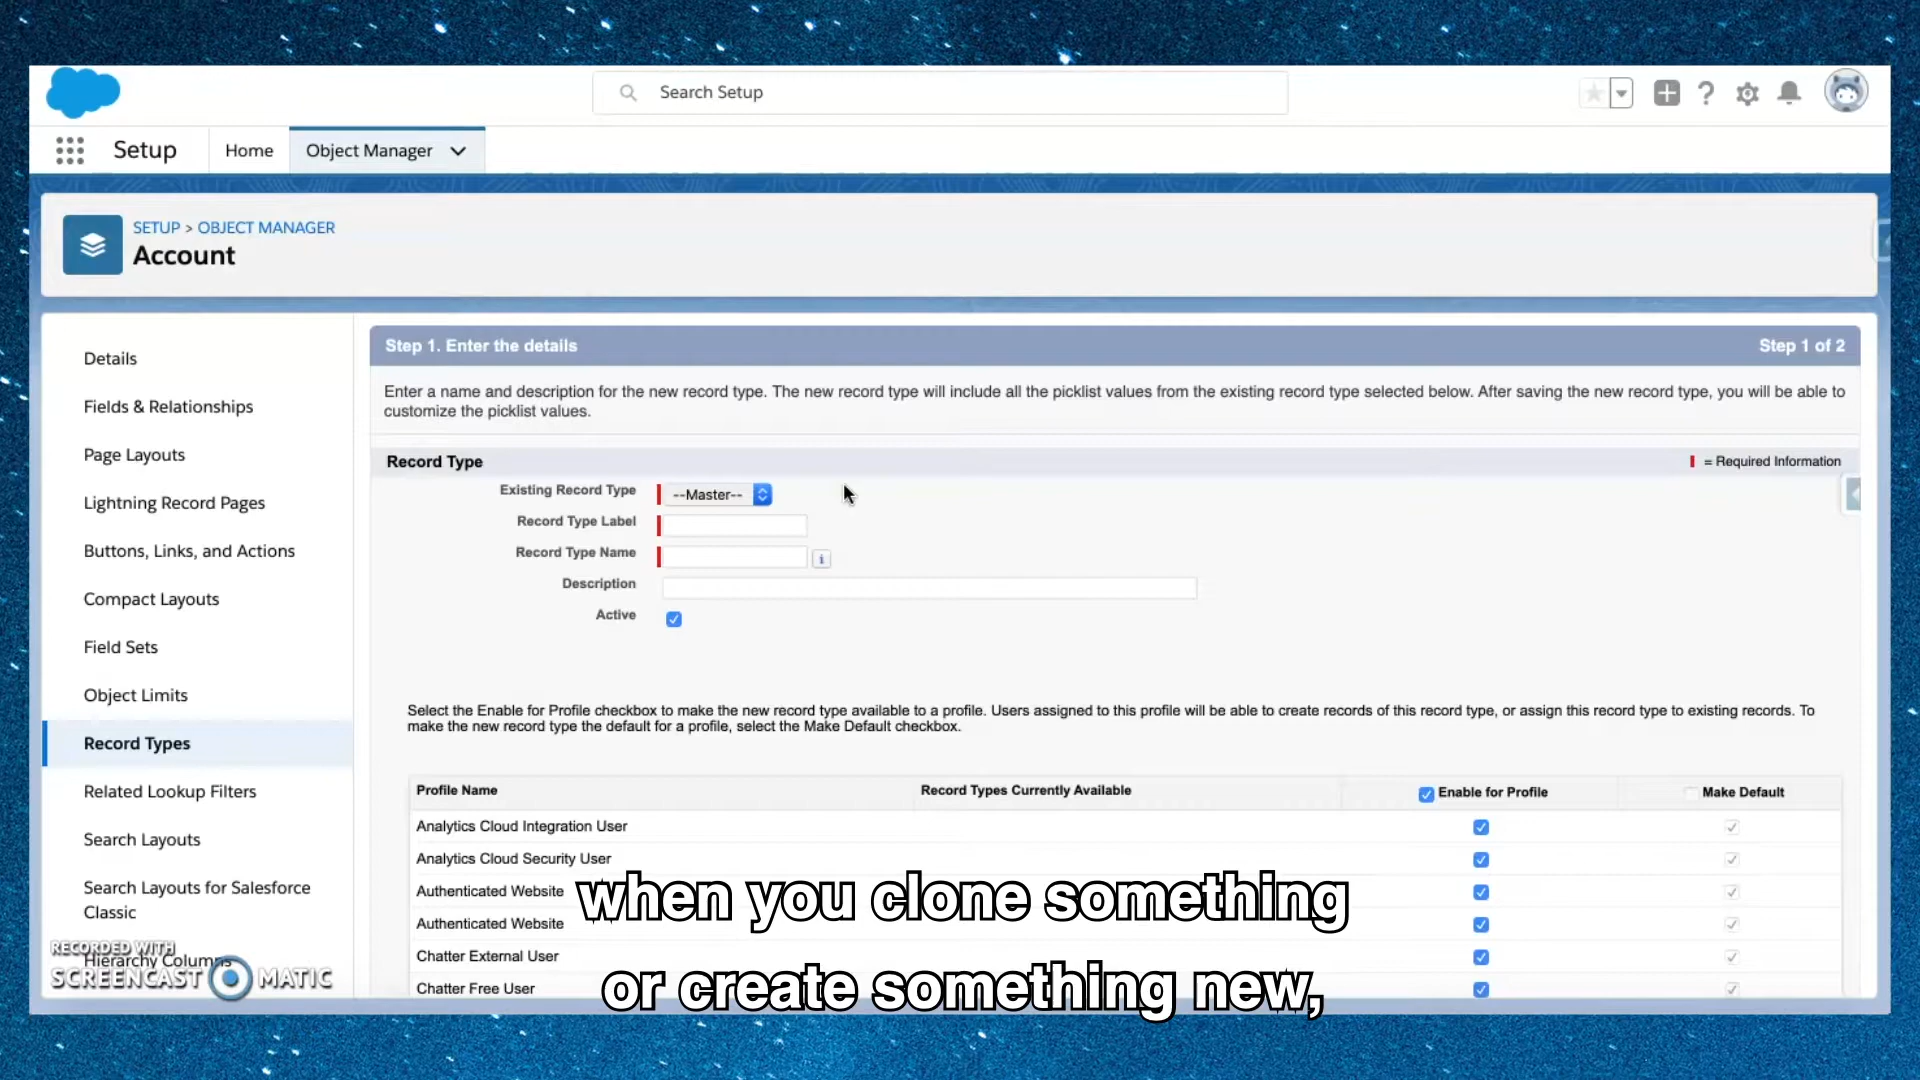 Search Setup
Setup
Home
Object Manager
SETUP > OBJECT MANAGER
Account
Details
Fields & Relationships
Page Layouts
Lightning Record Pages
Buttons, Links, and Actions
Compact Layouts
Field Sets
Object Limits
Record Types
Related Lookup Filters
Search Layouts
Search Layouts for Salesforce
Classic
Hierarchy Columns
RECORDED WITH
SCREENCAST MATIC
Step 1. Enter the details
Step 1 of 2
Enter a name and description for the new record type. The new record type will include all the picklist values from the existing record type selected below. After saving the new record type, you will be able to
customize the picklist values.
Record Type
= Required Information
Existing Record Type
--Master--
Record Type Label
Record Type Name
i
Description
Active
Select the Enable for Profile checkbox to make the new record type available to a profile. Users assigned to this profile will be able to create records of this record type, or assign this record type to existing records. To
make the new record type the default for a profile, select the Make Default checkbox.
Profile Name
Record Types Currently Available
Enable for Profile
Make Default
Analytics Cloud Integration User
Analytics Cloud Security User
Authenticated Website
Authenticated Website
Chatter External User
Chatter Free User
when you clone something
or create something new,